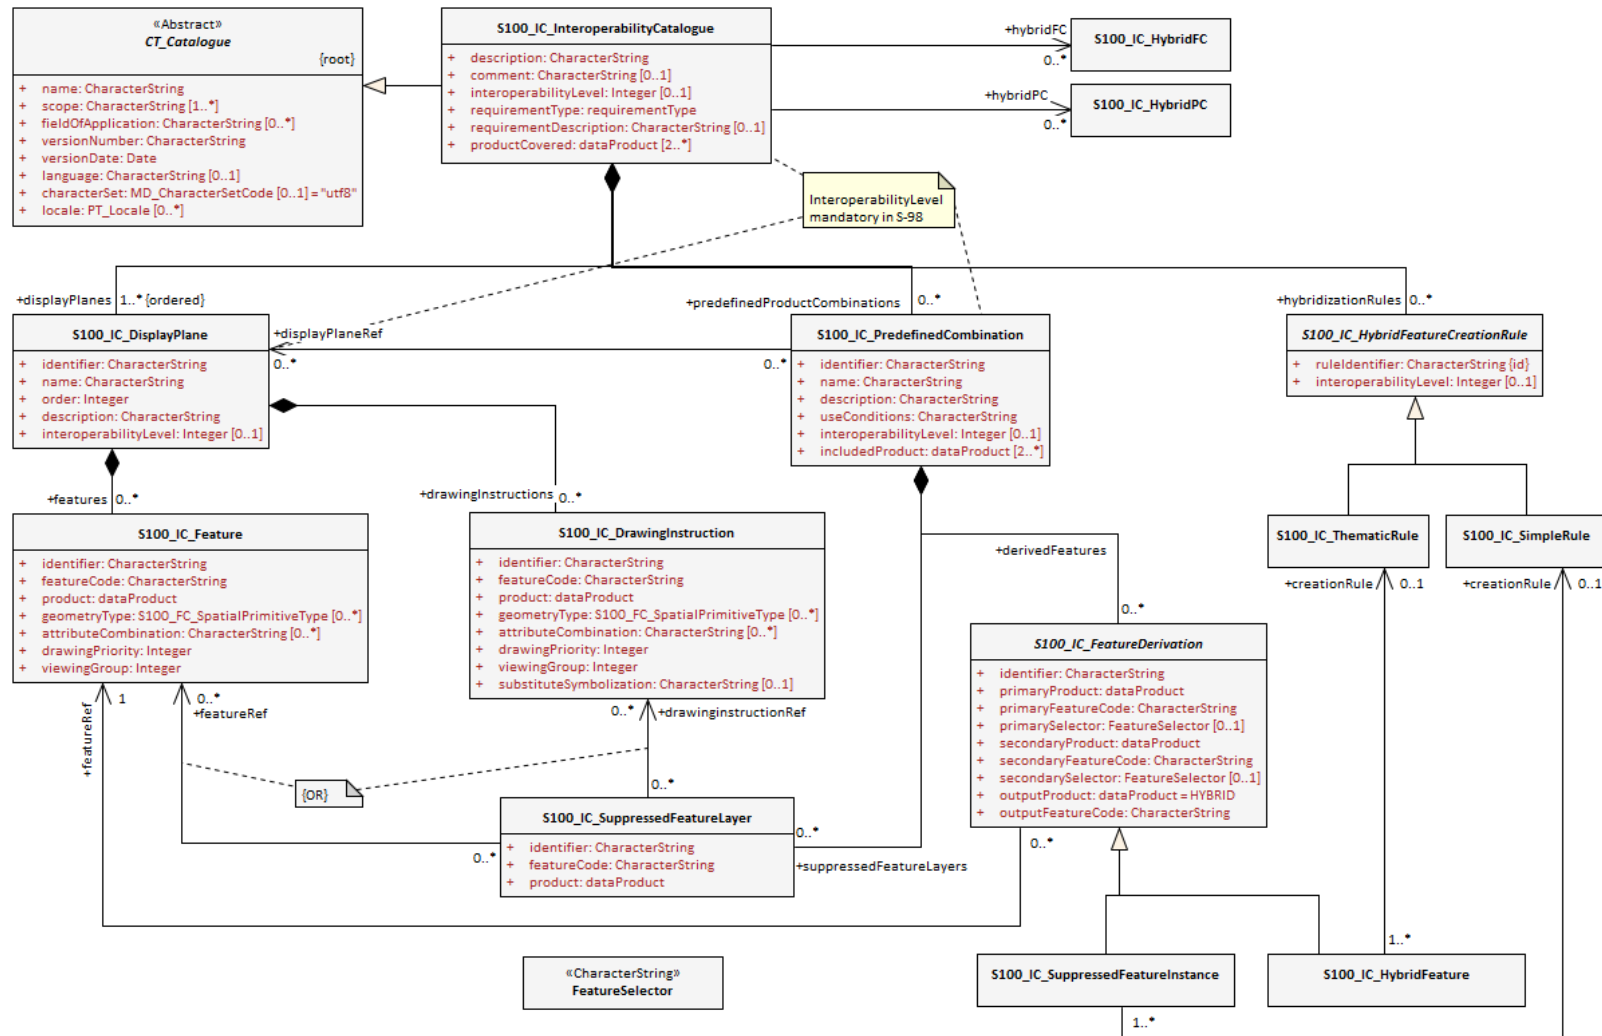 «Abstract»
CT_Catalogue
{root}
+ name: CharacterString
+ scope: CharacterString [1..*]
+ fieldOfApplication: CharacterString [0..*]
+ versionNumber: CharacterString
+ versionDate: Date
+ language: CharacterString [0..1]
+ characterSet: MD_CharacterSetCode [0..1] = "utf8"
+ locale: PT_Locale [0..*]
S100_IC_InteroperabilityCatalogue
+ description: CharacterString
+ comment: CharacterString [0..1]
+ interoperabilityLevel: Integer [0..1]
+ requirementType: requirementType
+ requirementDescription: CharacterString [0..1]
+ productCovered: dataProduct [2..*]
+hybridFC
0..*
S100_IC_HybridFC
+hybridPC
0..*
S100_IC_HybridPC
InteroperabilityLevel
mandatory in S-98
+displayPlanes
1..* {ordered}
+predefinedProductCombinations
0..*
+hybridizationRules
0..*
S100_IC_DisplayPlane
+ identifier: CharacterString
+ name: CharacterString
+ order: Integer
+ description: CharacterString
+ interoperabilityLevel: Integer [0..1]
+displayPlaneRef
0..*
0..*
S100_IC_PredefinedCombination
+ identifier: CharacterString
+ name: CharacterString
+ description: CharacterString
+ useConditions: CharacterString
+ interoperabilityLevel: Integer [0..1]
+ includedProduct: dataProduct [2..*]
S100_IC_HybridFeatureCreationRule
+ ruleIdentifier: CharacterString {id}
+ interoperabilityLevel: Integer [0..1]
+features
0..*
+drawingInstructions
0..*
S100_IC_Feature
+ identifier: CharacterString
+ featureCode: CharacterString
+ product: dataProduct
+ geometryType: S100_FC_SpatialPrimitiveType [0..*]
+ attributeCombination: CharacterString [0..*]
+ drawingPriority: Integer
+ viewingGroup: Integer
S100_IC_DrawingInstruction
+ identifier: CharacterString
+ featureCode: CharacterString
+ product: dataProduct
+ geometryType: S100_FC_SpatialPrimitiveType [0..*]
+ attributeCombination: CharacterString [0..*]
+ drawingPriority: Integer
+ viewingGroup: Integer
+ substituteSymbolization: CharacterString [0..1]
+derivedFeatures
0..*
S100_IC_ThematicRule
S100_IC_SimpleRule
+creationRule
0..1
+creationRule
0..1
S100_IC_FeatureDerivation
+ identifier: CharacterString
+ primaryProduct: dataProduct
+ primaryFeatureCode: CharacterString
+ primarySelector: FeatureSelector [0..1]
+ secondaryProduct: dataProduct
+ secondaryFeatureCode: CharacterString
+ secondarySelector: FeatureSelector [0..1]
+ outputProduct: dataProduct = HYBRID
+ outputFeatureCode: CharacterString
1
+featureRef
0..*
+featureRef
0..*
+drawinginstructionRef
{OR}
0..*
S100_IC_SuppressedFeatureLayer
+ identifier: CharacterString
+ featureCode: CharacterString
+ product: dataProduct
0..*
0..*
+suppressedFeatureLayers
0..*
«CharacterString»
FeatureSelector
S100_IC_SuppressedFeatureInstance
1..*
1..*
S100_IC_HybridFeature